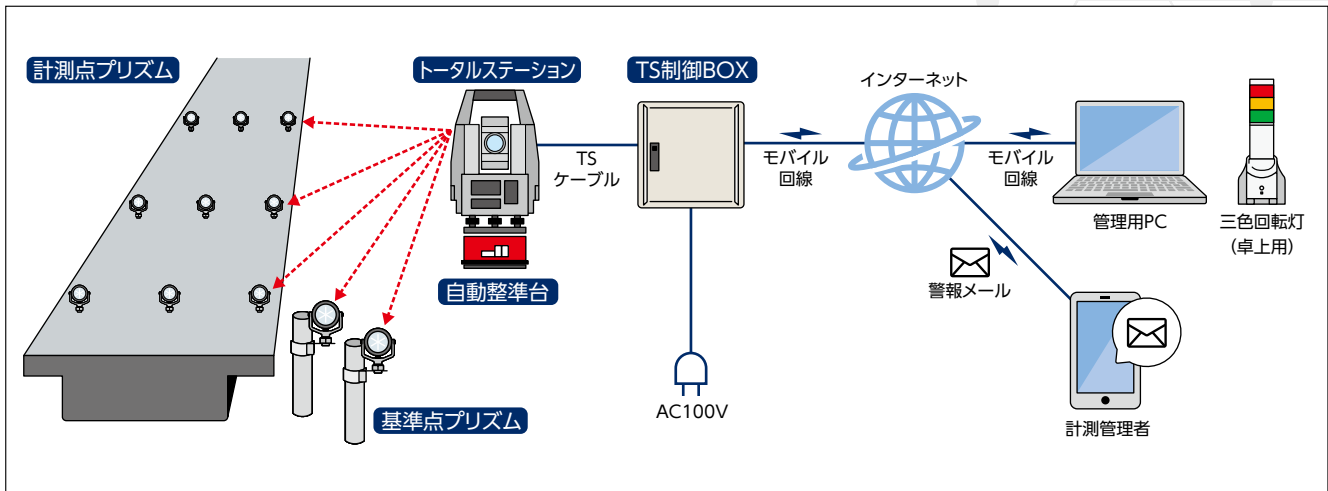 計測点プリズム
トータルステーション
TS制御BOX
インターネット
TS
ケーブル
モバイル
回線
モバイル
回線
管理用PC
三色回転灯
(卓上用)
自動整準台
警報メール
基準点プリズム
AC100V
計測管理者